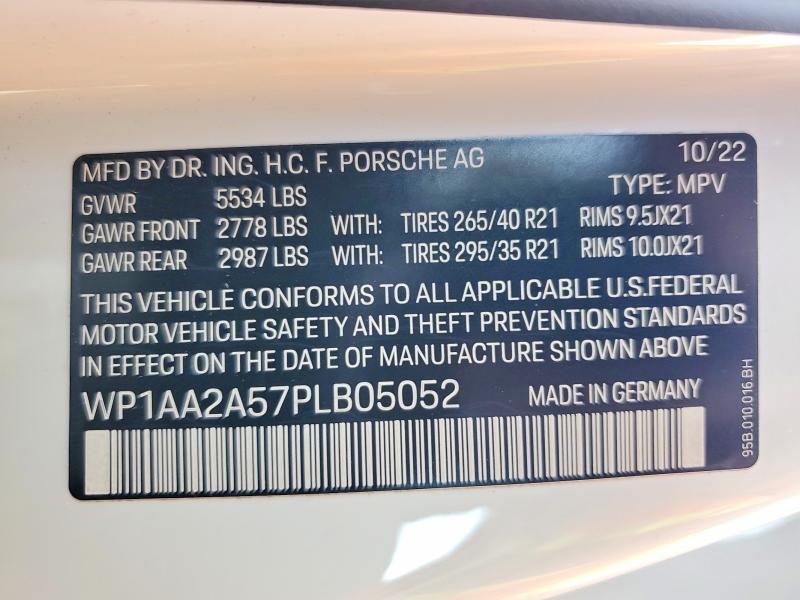 MFD BY DR. ING. H.C. F. PORSCHE AG 10/22
GVWR 5534 LBS TYPE: MPV
GAWR FRONT 2778 LBS WITH: TIRES 265/40 R21 RIMS 9.5JX21
GAWR REAR 2987 LBS WITH: TIRES 295/35 R21 RIMS 10.0JX21
THIS VEHICLE CONFORMS TO ALL APPLICABLE U.S.FEDERAL
MOTOR VEHICLE SAFETY AND THEFT PREVENTION STANDARDS
IN EFFECT ON THE DATE OF MANUFACTURE SHOWN ABOVE
WP1AA2A57PLB05052 MADE IN GERMANY
95B.010.016.BH